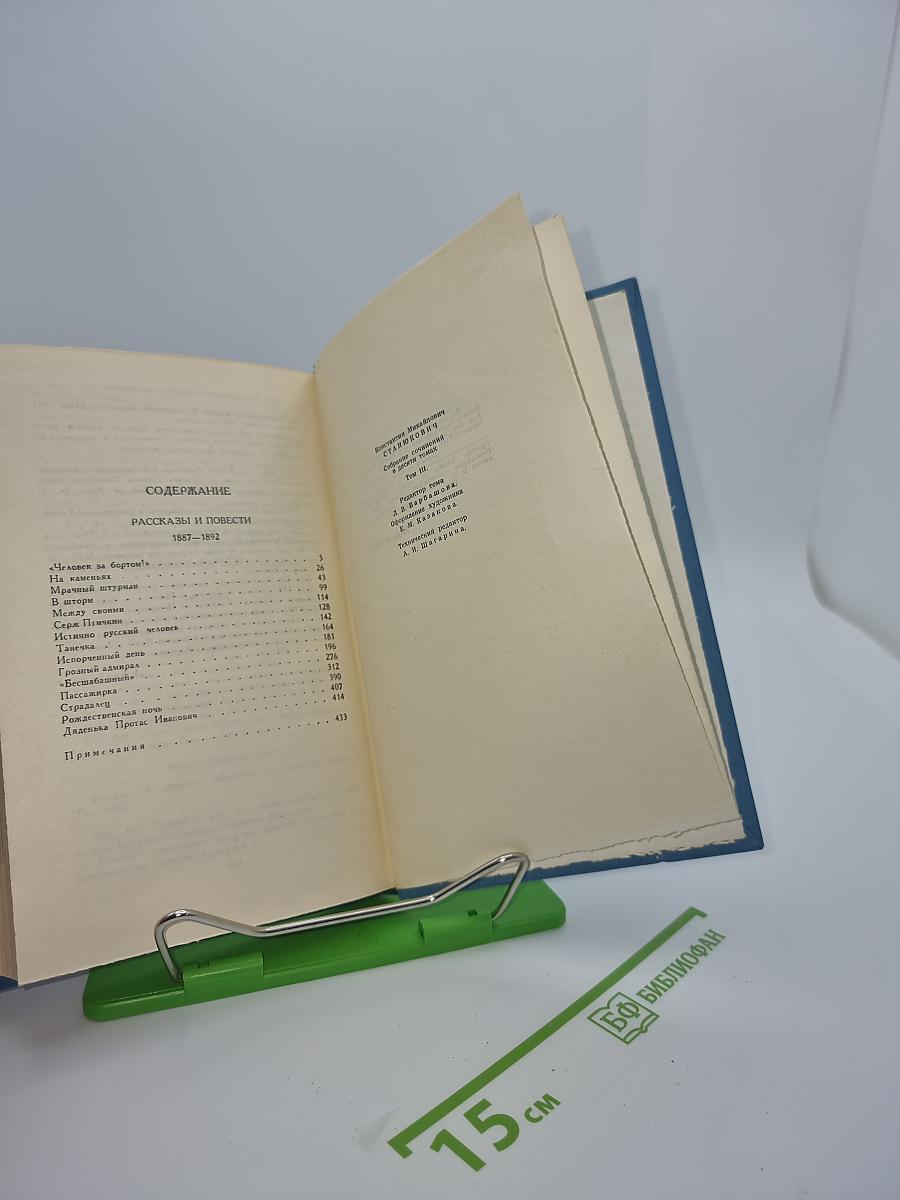 СОДЕРЖАНИЕ
РАССКАЗЫ И ПОВЕСТИ
1887—1892
«Человек за бортом!» . . . . . . . . . . . . 5
На каменьях . . . . . . . . . . . . 26
Мрачный штурман . . . . . . . . . . . . 43
В шторм . . . . . . . . . . . . 99
Между своими . . . . . . . . . . . . 114
Серж Птичкин . . . . . . . . . . . . 128
Истинно русский человек . . . . . . . . . . . . 142
Танечка . . . . . . . . . . . . 164
Испорченный день . . . . . . . . . . . . 181
Грозный адмирал . . . . . . . . . . . . 196
«Бесшабашный» . . . . . . . . . . . . 276
Пассажирка . . . . . . . . . . . . 312
Страдалец . . . . . . . . . . . . 390
Рождественская ночь . . . . . . . . . . . . 407
Дяденька Протас Иванович . . . . . . . . . . . . 414
Примечания . . . . . . . . . . . . 433
Константин Михайлович
СТАНЮКОВИЧ
Собрание сочинений
в десяти томах
Том III.
Редактор тома
Л. В. Барбашова.
Оформление художника
Е. М. Казакова.
Технический редактор
А. И. Шагарина.
БФ БИБЛИОФАН
15 см